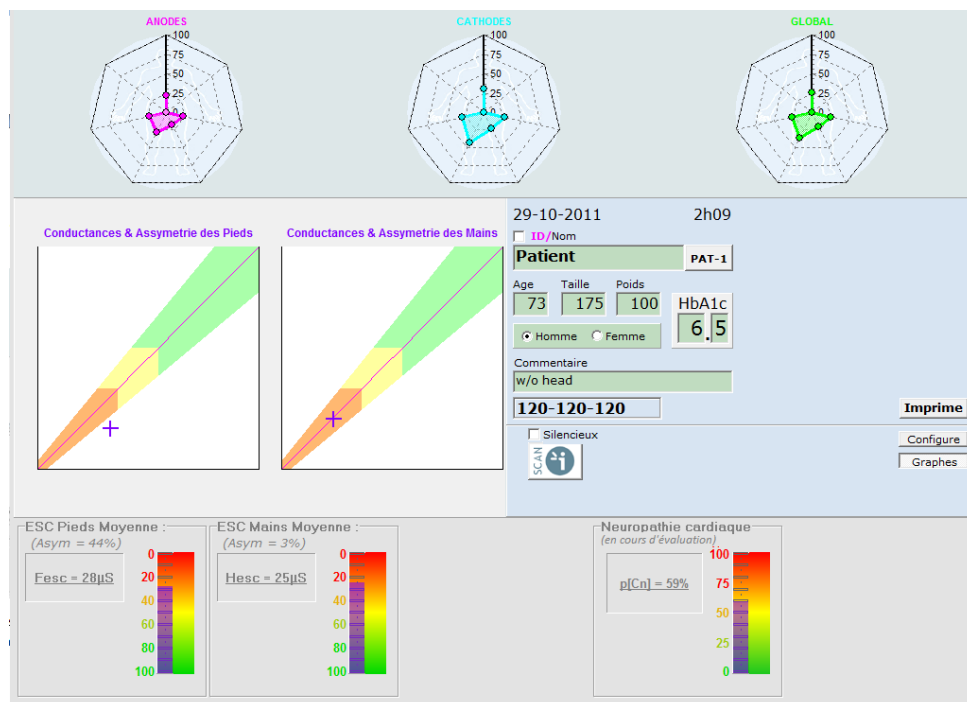 ANODES
CATHODES
GLOBAL
100
75
50
25
0
100
75
50
25
0
100
75
50
25
0
Conductances & Assymetrie des Pieds
Conductances & Assymetrie des Mains
29-10-2011 2h09
ID/Nom
Patient PAT-1
Age Taille Poids
73 175 100 HbA1c
6.5
Homme Femme
Commentaire
w/o head
120-120-120
Imprime
Silencieux
Configure
SCAN
Graphes
ESC Pieds Moyenne :
(Asym = 44%)
Fesc = 28µS
0
20
40
60
80
100
ESC Mains Moyenne :
(Asym = 3%)
Hesc = 25µS
0
20
40
60
80
100
Neuropathie cardiaque
(en cours d'évaluation)
p[Cn] = 59%
100
75
50
25
0